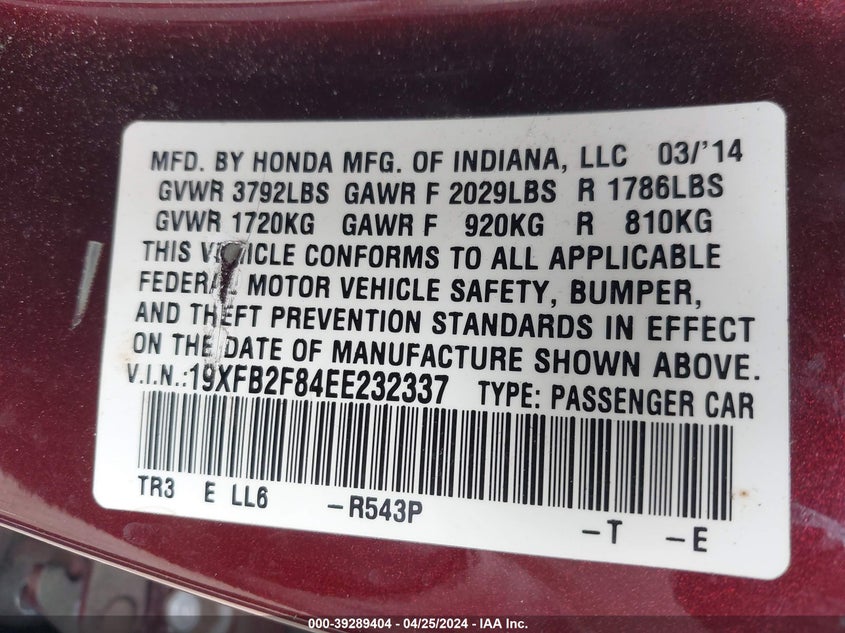 MFD. BY HONDA MFG. OF INDIANA, LLC 03/'14
GVWR 3792LBS GAWR F 2029LBS R 1786LBS
GVWR 1720KG GAWR F 920KG R 810KG
THIS VEHICLE CONFORMS TO ALL APPLICABLE
FEDERAL MOTOR VEHICLE SAFETY, BUMPER,
AND THEFT PREVENTION STANDARDS IN EFFECT
ON THE DATE OF MANUFACTURE SHOWN ABOVE.
V.I.N.:19XFB2F84EE232337 TYPE: PASSENGER CAR
TR3 E LL6 -R543P -T -E
000-39289404 - 04/25/2024 - IAA Inc.